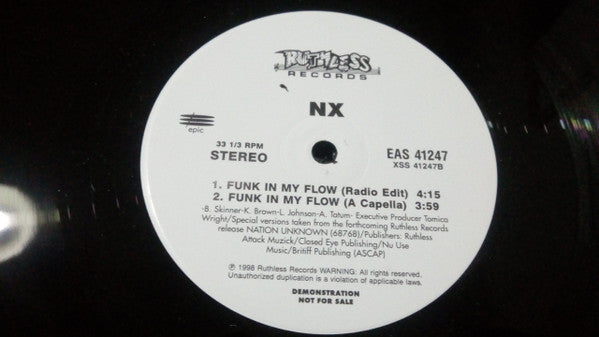 RUTHLESS
RECORDS
NX
epic
33 1/3 RPM
STEREO
EAS 41247
XSS 41247B
1. FUNK IN MY FLOW (Radio Edit) 4:15
2. FUNK IN MY FLOW (A Capella) 3:59
-B. Skinner-K. Brown-L. Johnson-A. Tatum- Executive Producer Tomica
Wright/Special versions taken from the forthcoming Ruthless Records
release NATION UNKNOWN (68768)/Publishers: Ruthless
Attack Muzick/Closed Eye Publishing/Nu Use
Music/Britiff Publishing (ASCAP)
℗ 1998 Ruthless Records WARNING: All rights reserved.
Unauthorized duplication is a violation of applicable laws.
DEMONSTRATION
NOT FOR SALE